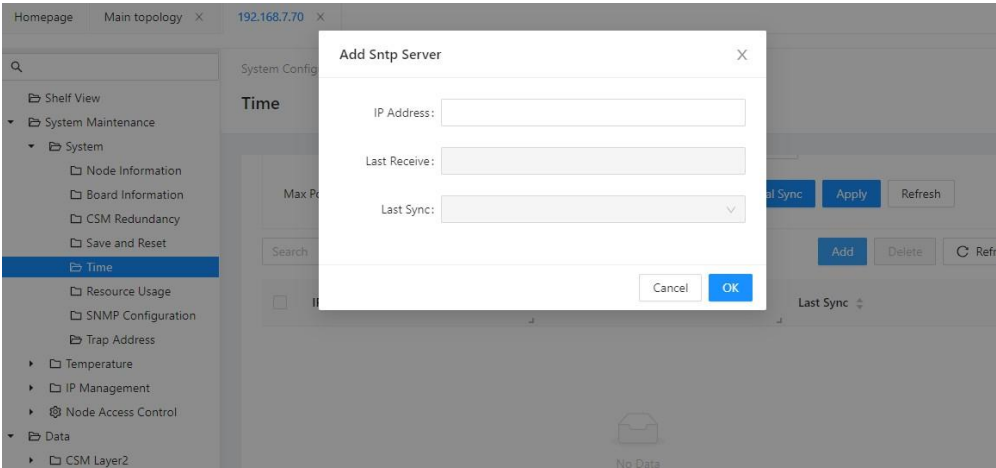 Homepage
Main topology
192.168.7.70
Shelf View
System Maintenance
System
Node Information
Board Information
CSM Redundancy
Save and Reset
Time
Resource Usage
SNMP Configuration
Trap Address
Temperature
IP Management
Node Access Control
Data
CSM Layer2
System Config
Time
Max Po
al Sync
Apply
Refresh
Search
Add
Delete
Refr
Last Sync
No Data
Add Sntp Server
IP Address:
Last Receive:
Last Sync:
Cancel
OK